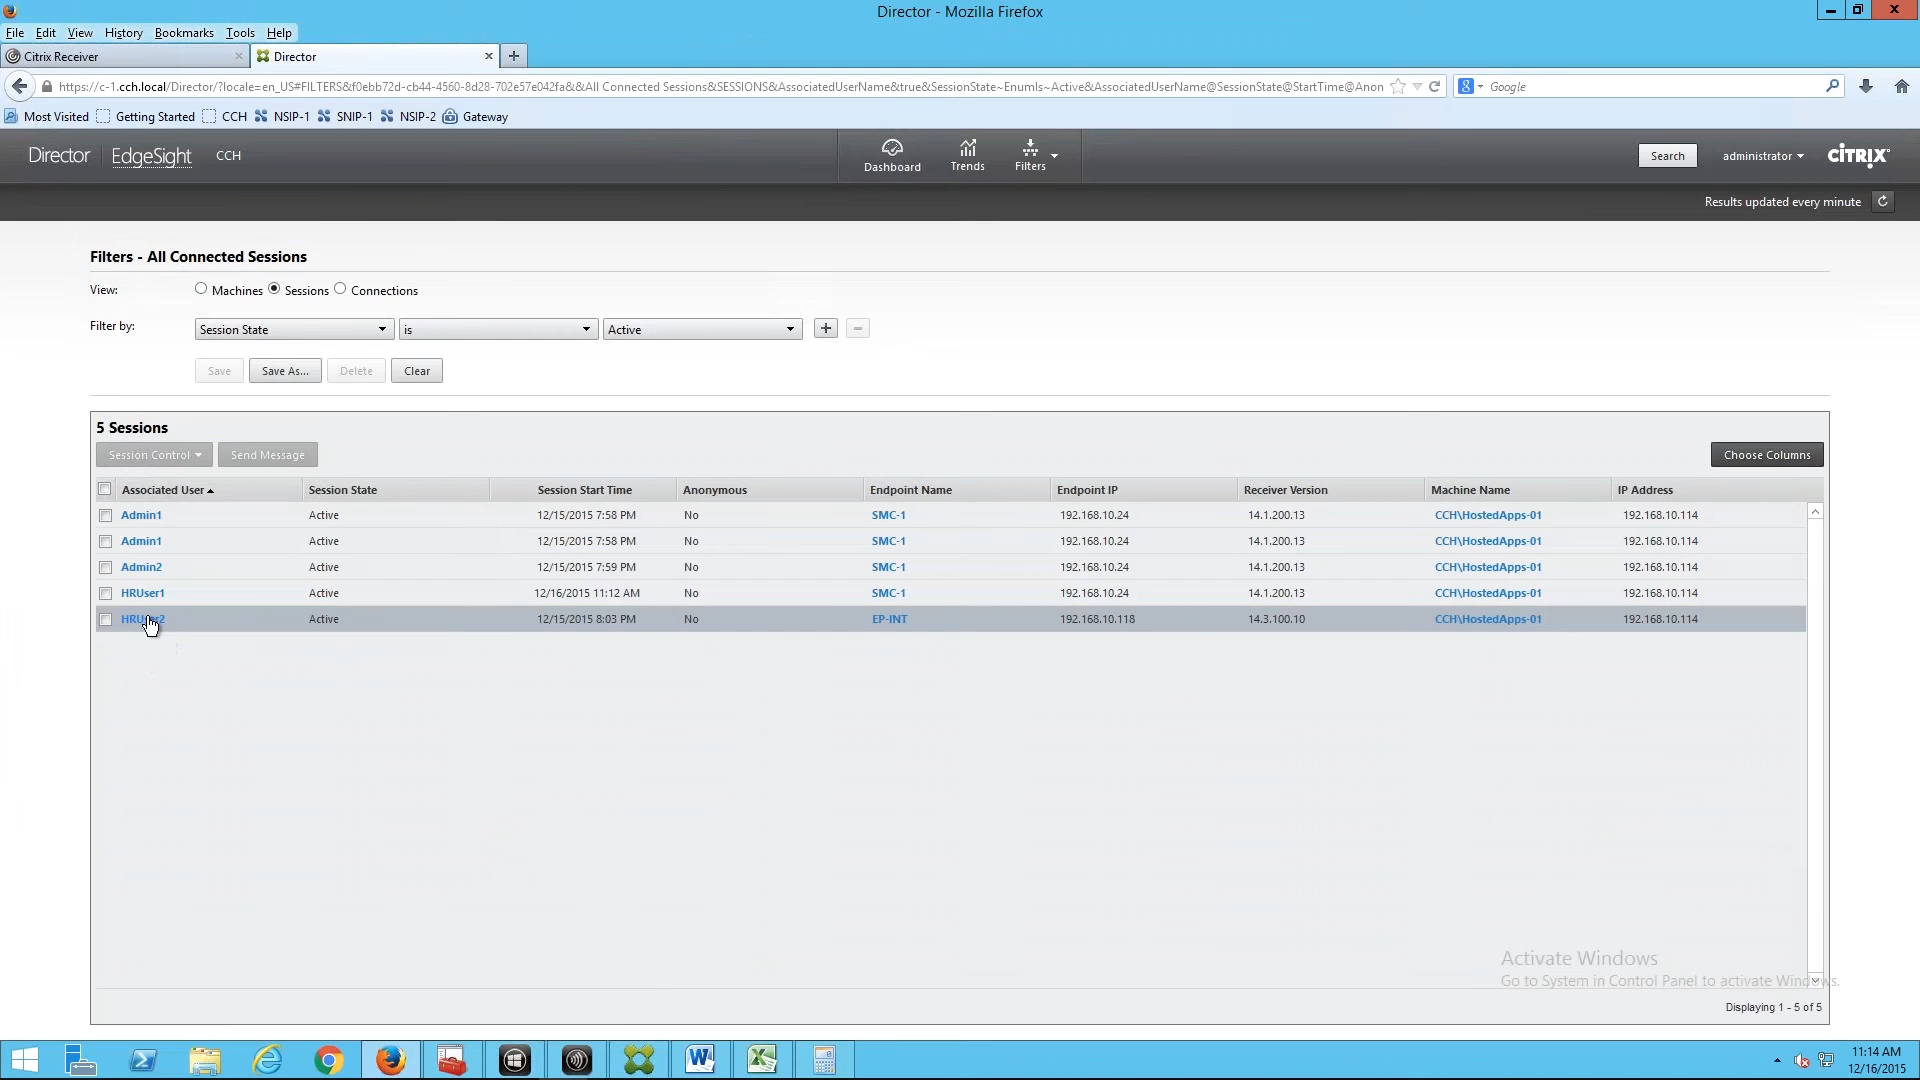 Director - Mozilla Firefox
File Edit View History Bookmarks Tools Help
Citrix Receiver × Director × +
https://c-1.cch.local/Director/?locale=en_US#FILTERS&f0ebb72d-cb44-4560-8d28-702e57e042fa&&All Connected Sessions&SESSIONS&AssociatedUserName&true&SessionState~EnumIs~Active&AssociatedUserName@SessionState@StartTime@Anon Google
Most Visited Getting Started CCH NSIP-1 SNIP-1 NSIP-2 Gateway
Director EdgeSight CCH Dashboard Trends Filters Search administrator CITRIX
Results updated every minute
Filters - All Connected Sessions
View: Machines Sessions Connections
Filter by: Session State is Active + −
Save Save As... Delete Clear
5 Sessions
Session Control Send Message Choose Columns
Associated User Session State Session Start Time Anonymous Endpoint Name Endpoint IP Receiver Version Machine Name IP Address
Admin1 Active 12/15/2015 7:58 PM No SMC-1 192.168.10.24 14.1.200.13 CCH\HostedApps-01 192.168.10.114
Admin1 Active 12/15/2015 7:58 PM No SMC-1 192.168.10.24 14.1.200.13 CCH\HostedApps-01 192.168.10.114
Admin2 Active 12/15/2015 7:59 PM No SMC-1 192.168.10.24 14.1.200.13 CCH\HostedApps-01 192.168.10.114
HRUser1 Active 12/16/2015 11:12 AM No SMC-1 192.168.10.24 14.1.200.13 CCH\HostedApps-01 192.168.10.114
HRUser2 Active 12/15/2015 8:03 PM No EP-INT 192.168.10.118 14.3.100.10 CCH\HostedApps-01 192.168.10.114
Activate Windows
Go to System in Control Panel to activate Windows.
Displaying 1 - 5 of 5
11:14 AM
12/16/2015